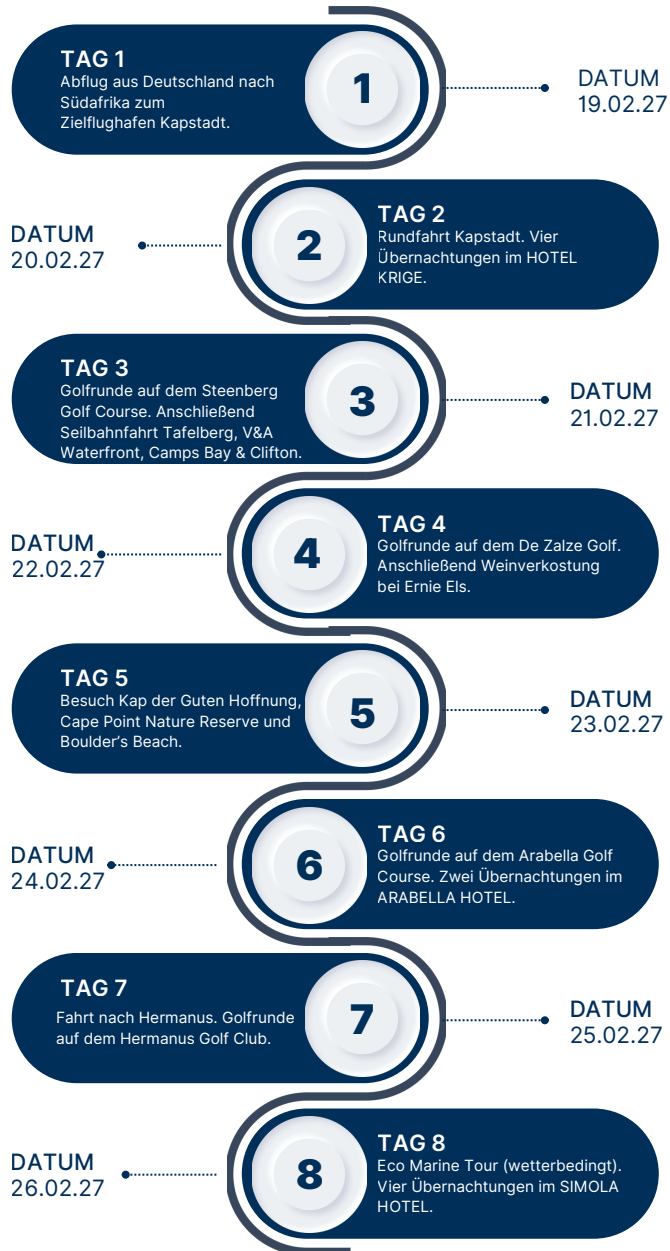 TAG 1
Abflug aus Deutschland nach
Südafrika zum
Zielflughafen Kapstadt.
1
DATUM
19.02.27
DATUM
20.02.27
2
TAG 2
Rundfahrt Kapstadt. Vier
Übernachtungen im HOTEL
KRIGE.
TAG 3
Golfrunde auf dem Steenberg
Golf Course. Anschließend
Seilbahnfahrt Tafelberg, V&A
Waterfront, Camps Bay & Clifton.
3
DATUM
21.02.27
DATUM
22.02.27
4
TAG 4
Golfrunde auf dem De Zalze Golf.
Anschließend Weinverkostung
bei Ernie Els.
TAG 5
Besuch Kap der Guten Hoffnung,
Cape Point Nature Reserve und
Boulder's Beach.
5
DATUM
23.02.27
DATUM
24.02.27
6
TAG 6
Golfrunde auf dem Arabella Golf
Course. Zwei Übernachtungen im
ARABELLA HOTEL.
TAG 7
Fahrt nach Hermanus. Golfrunde
auf dem Hermanus Golf Club.
7
DATUM
25.02.27
DATUM
26.02.27
8
TAG 8
Eco Marine Tour (wetterbedingt).
Vier Übernachtungen im SIMOLA
HOTEL.